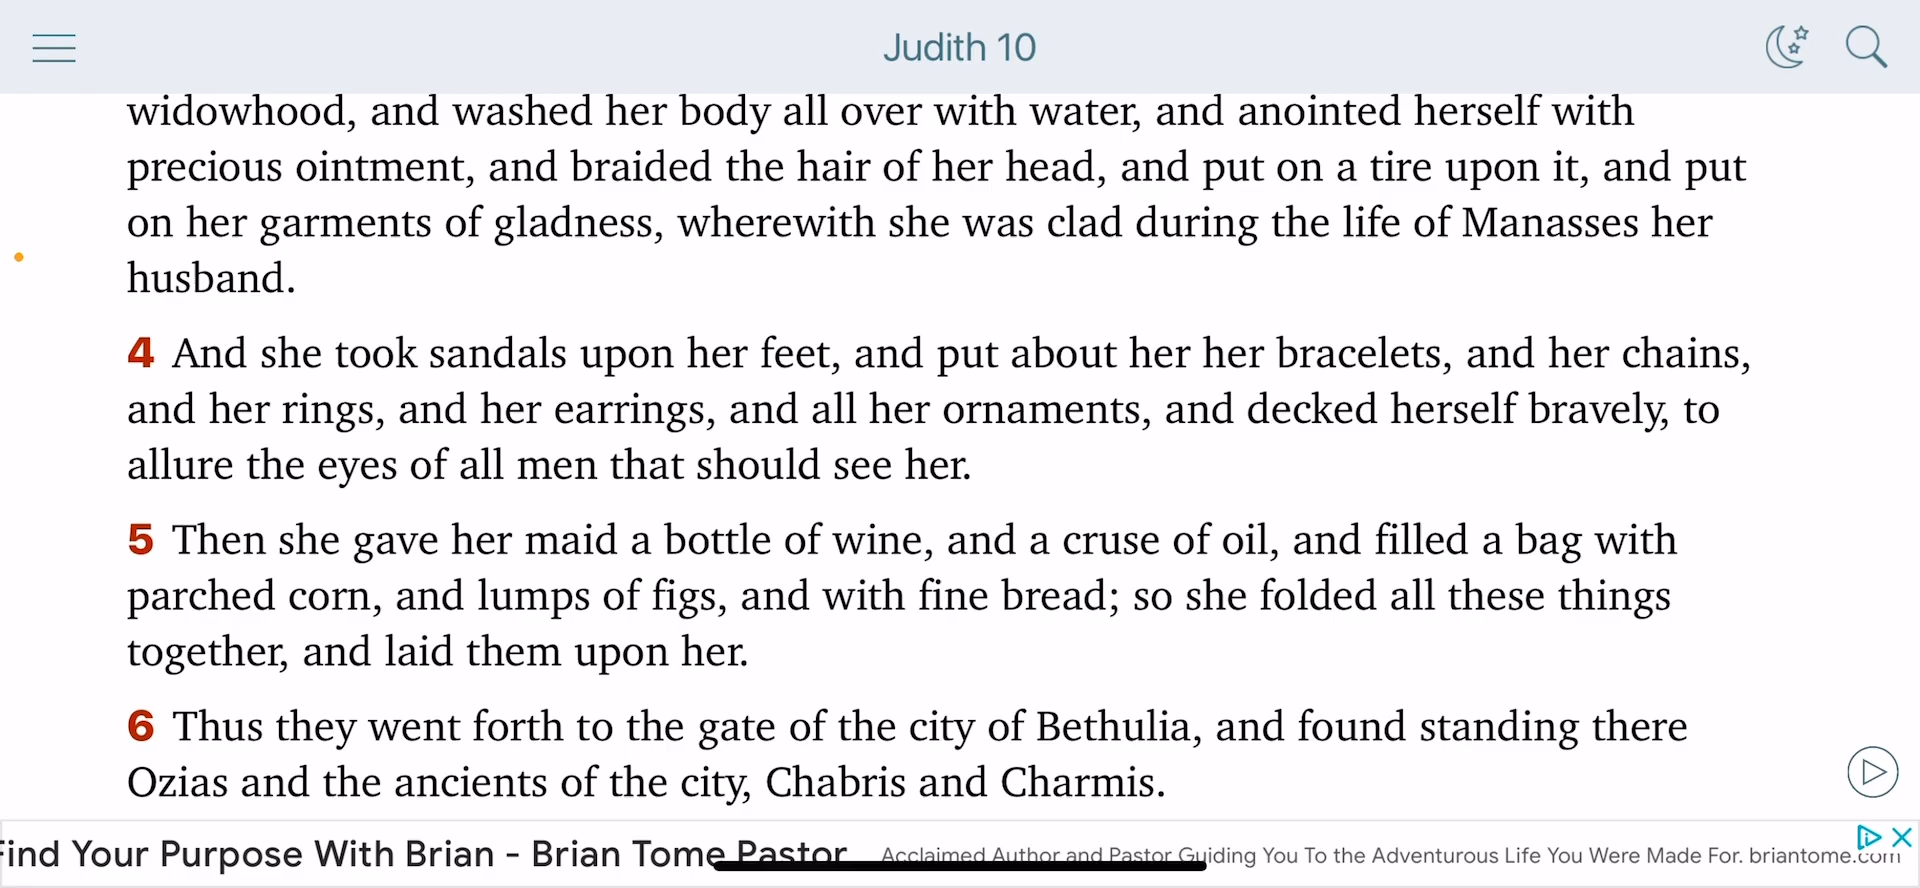 Judith 10
widowhood, and washed her body all over with water, and anointed herself with
precious ointment, and braided the hair of her head, and put on a tire upon it, and put
on her garments of gladness, wherewith she was clad during the life of Manasses her
husband.
4 And she took sandals upon her feet, and put about her her bracelets, and her chains,
and her rings, and her earrings, and all her ornaments, and decked herself bravely, to
allure the eyes of all men that should see her.
5 Then she gave her maid a bottle of wine, and a cruse of oil, and filled a bag with
parched corn, and lumps of figs, and with fine bread; so she folded all these things
together, and laid them upon her.
6 Thus they went forth to the gate of the city of Bethulia, and found standing there
Ozias and the ancients of the city, Chabris and Charmis.
Find Your Purpose With Brian - Brian Tome Pastor Acclaimed Author and Pastor Guiding You To the Adventurous Life You Were Made For. briantome.com